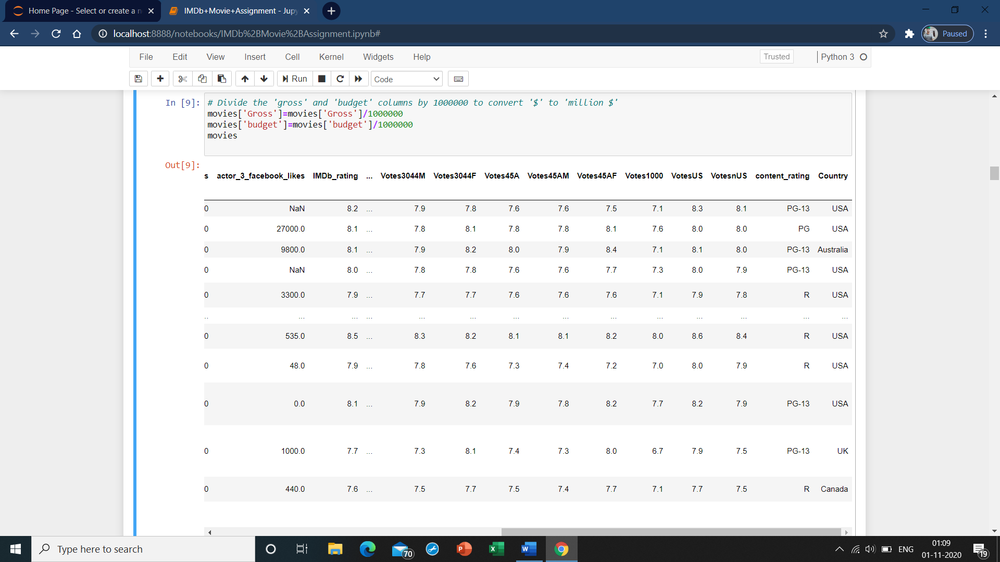 Home Page - Select or create a n
IMDb+Movie+Assignment - Jupy
localhost:8888/notebooks/IMDb%2BMovie%2BAssignment.ipynb#
Paused
File Edit View Insert Cell Kernel Widgets Help
Trusted
Python 3
Run
Code
In [9]:
# Divide the 'gross' and 'budget' columns by 1000000 to convert '$' to 'million $'
movies['Gross']=movies['Gross']/1000000
movies['budget']=movies['budget']/1000000
movies
Out[9]:
s actor_3_facebook_likes IMDb_rating ... Votes3044M Votes3044F Votes45A Votes45AM Votes45AF Votes1000 VotesUS VotesnUS content_rating Country
0 NaN 8.2 ... 7.9 7.8 7.6 7.6 7.5 7.1 8.3 8.1 PG-13 USA
0 27000.0 8.1 ... 7.8 8.1 7.8 7.8 8.1 7.6 8.0 8.0 PG USA
0 9800.0 8.1 ... 7.9 8.2 8.0 7.9 8.4 7.1 8.1 8.0 PG-13 Australia
0 NaN 8.0 ... 7.8 7.8 7.6 7.6 7.7 7.3 8.0 7.9 PG-13 USA
0 3300.0 7.9 ... 7.7 7.7 7.6 7.6 7.6 7.1 7.9 7.8 R USA
.. ... ... ... ... ... ... ... ... ... ... ... ... ...
0 535.0 8.5 ... 8.3 8.2 8.1 8.1 8.2 8.0 8.6 8.4 R USA
0 48.0 7.9 ... 7.8 7.6 7.3 7.4 7.2 7.0 8.0 7.9 R USA
0 0.0 8.1 ... 7.9 8.2 7.9 7.8 8.2 7.7 8.2 7.9 PG-13 USA
0 1000.0 7.7 ... 7.3 8.1 7.4 7.3 8.0 6.7 7.9 7.5 PG-13 UK
0 440.0 7.6 ... 7.5 7.7 7.5 7.4 7.7 7.1 7.7 7.5 R Canada
Type here to search
70
P
X
W
ENG
01:09
01-11-2020
19